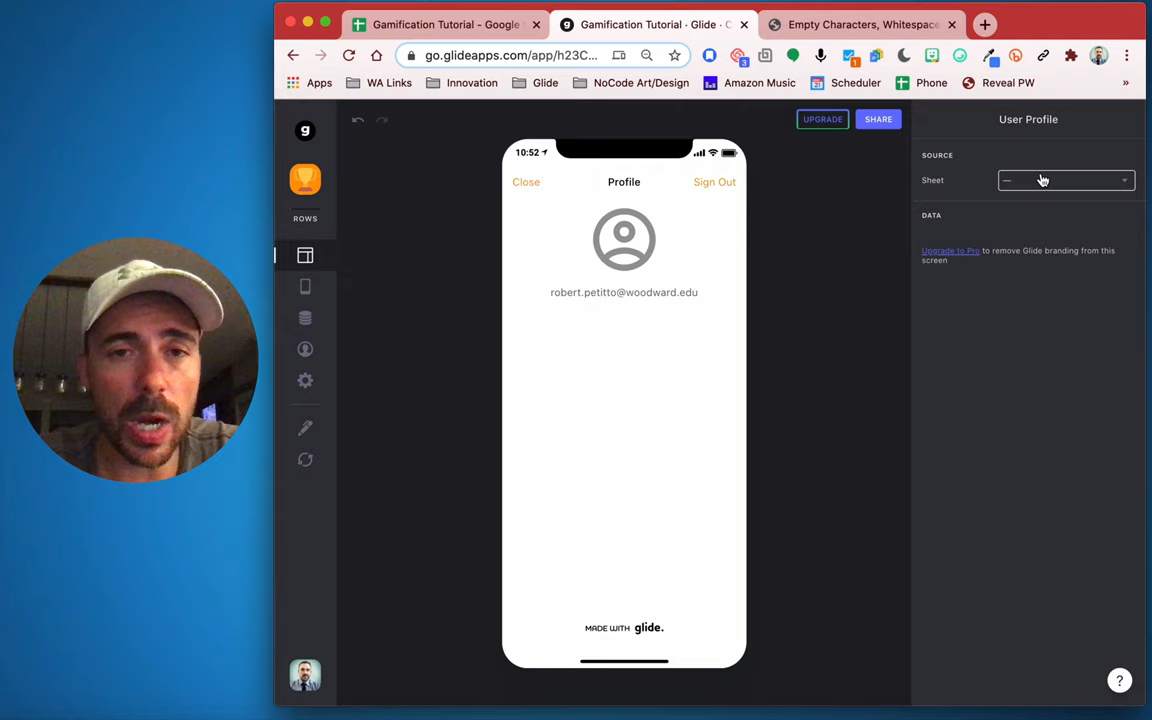 Gamification Tutorial - Google
Gamification Tutorial · Glide · C
Empty Characters, Whitespace
go.glideapps.com/app/h23C...
3
1
Apps
WA Links
Innovation
Glide
NoCode Art/Design
Amazon Music
Scheduler
Phone
Reveal PW
»
g
ROWS
UPGRADE
SHARE
10:52
Close
Profile
Sign Out
robert.petitto@woodward.edu
MADE WITH glide.
User Profile
SOURCE
Sheet
—
DATA
Upgrade to Pro to remove Glide branding from this
screen
?